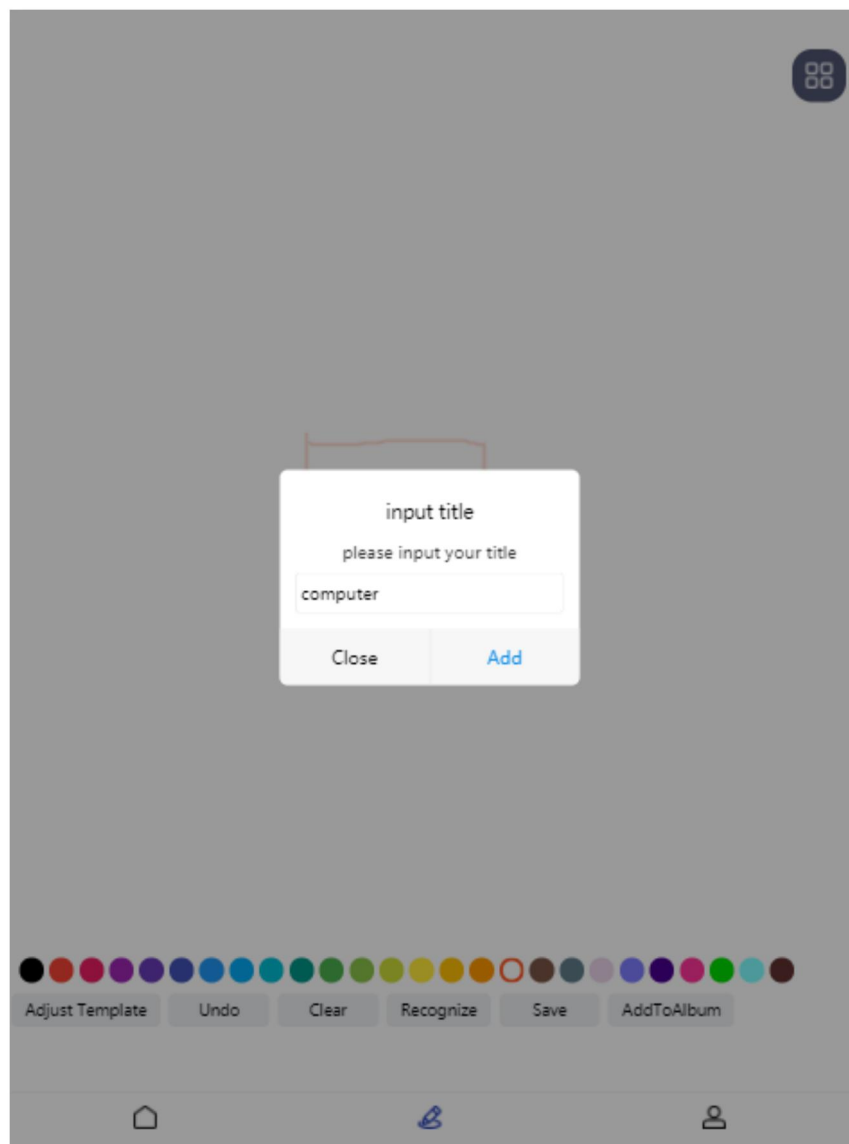 input title
please input your title
computer
Close Add
Adjust Template Undo Clear Recognize Save AddToAlbum